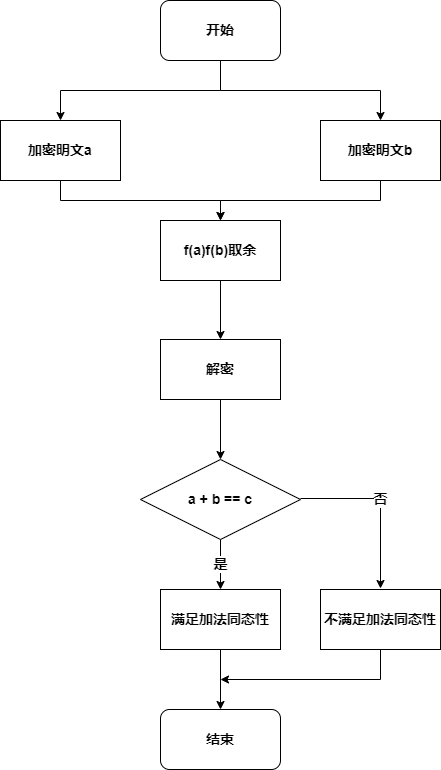 开始
加密明文a
加密明文b
f(a)f(b)取余
解密
a + b == c
否
是
满足加法同态性
不满足加法同态性
结束